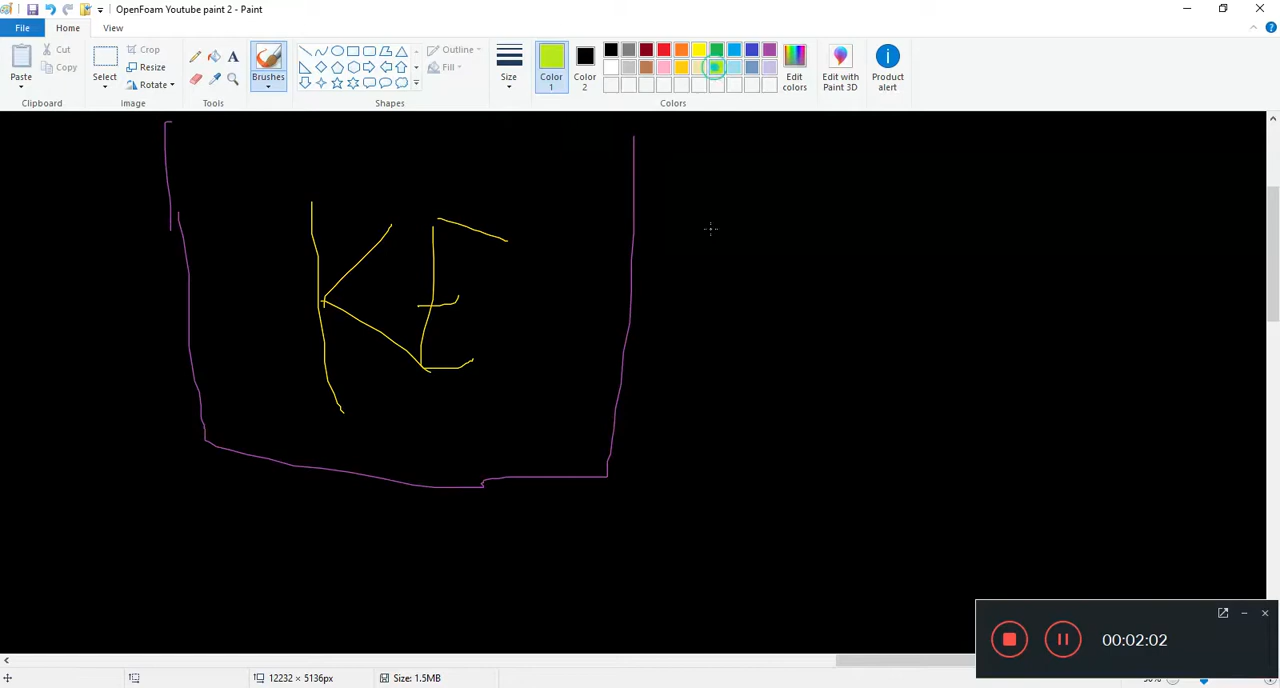 OpenFoam Youtube paint 2 - Paint
File Home View
Paste Cut Copy Clipboard
Select Crop Resize Rotate Image
Tools
Brushes
Shapes Outline Fill
Size
Color 1 Color 2 Colors
Edit colors
Edit with Paint 3D
Product alert
KE
00:02:02
12232 × 5136px Size: 1.5MB